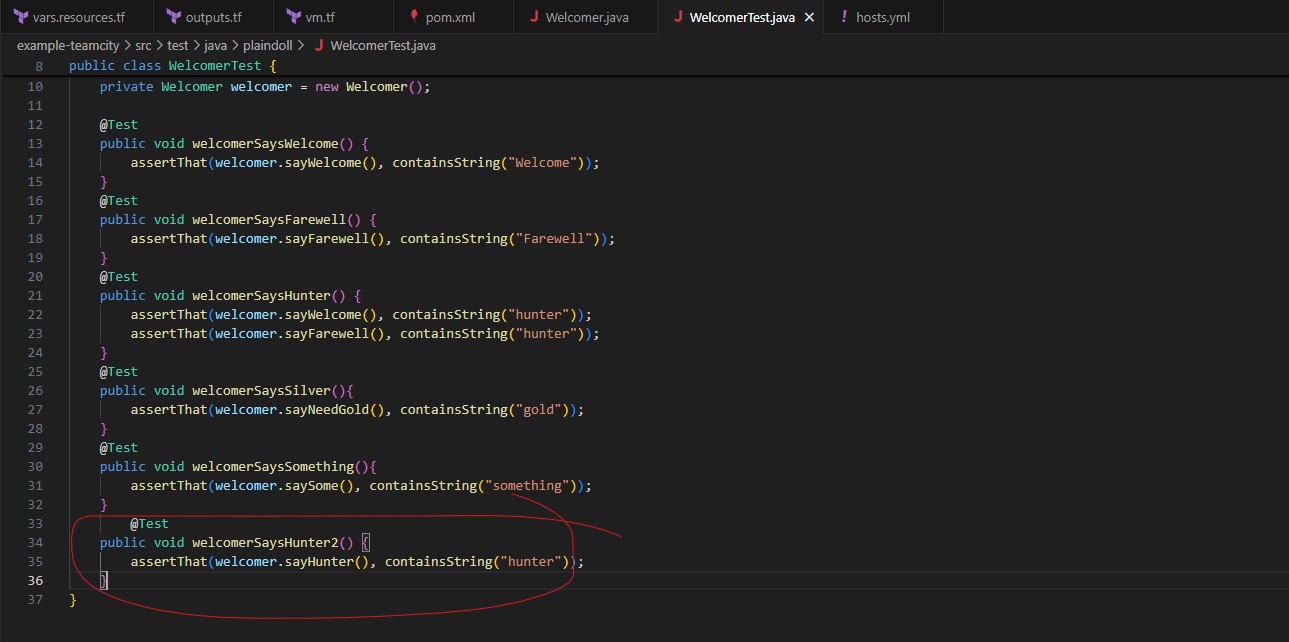 vars.resources.tf outputs.tf vm.tf pom.xml J Welcomer.java J WelcomerTest.java × ! hosts.yml
example-teamcity > src > test > java > plaindoll > J WelcomerTest.java
8 public class WelcomerTest {
10 private Welcomer welcomer = new Welcomer();
11
12 @Test
13 public void welcomerSaysWelcome() {
14 assertThat(welcomer.sayWelcome(), containsString("Welcome"));
15 }
16 @Test
17 public void welcomerSaysFarewell() {
18 assertThat(welcomer.sayFarewell(), containsString("Farewell"));
19 }
20 @Test
21 public void welcomerSaysHunter() {
22 assertThat(welcomer.sayWelcome(), containsString("hunter"));
23 assertThat(welcomer.sayFarewell(), containsString("hunter"));
24 }
25 @Test
26 public void welcomerSaysSilver(){
27 assertThat(welcomer.sayNeedGold(), containsString("gold"));
28 }
29 @Test
30 public void welcomerSaysSomething(){
31 assertThat(welcomer.saySome(), containsString("something"));
32 }
33 @Test
34 public void welcomerSaysHunter2() {
35 assertThat(welcomer.sayHunter(), containsString("hunter"));
36 }
37 }